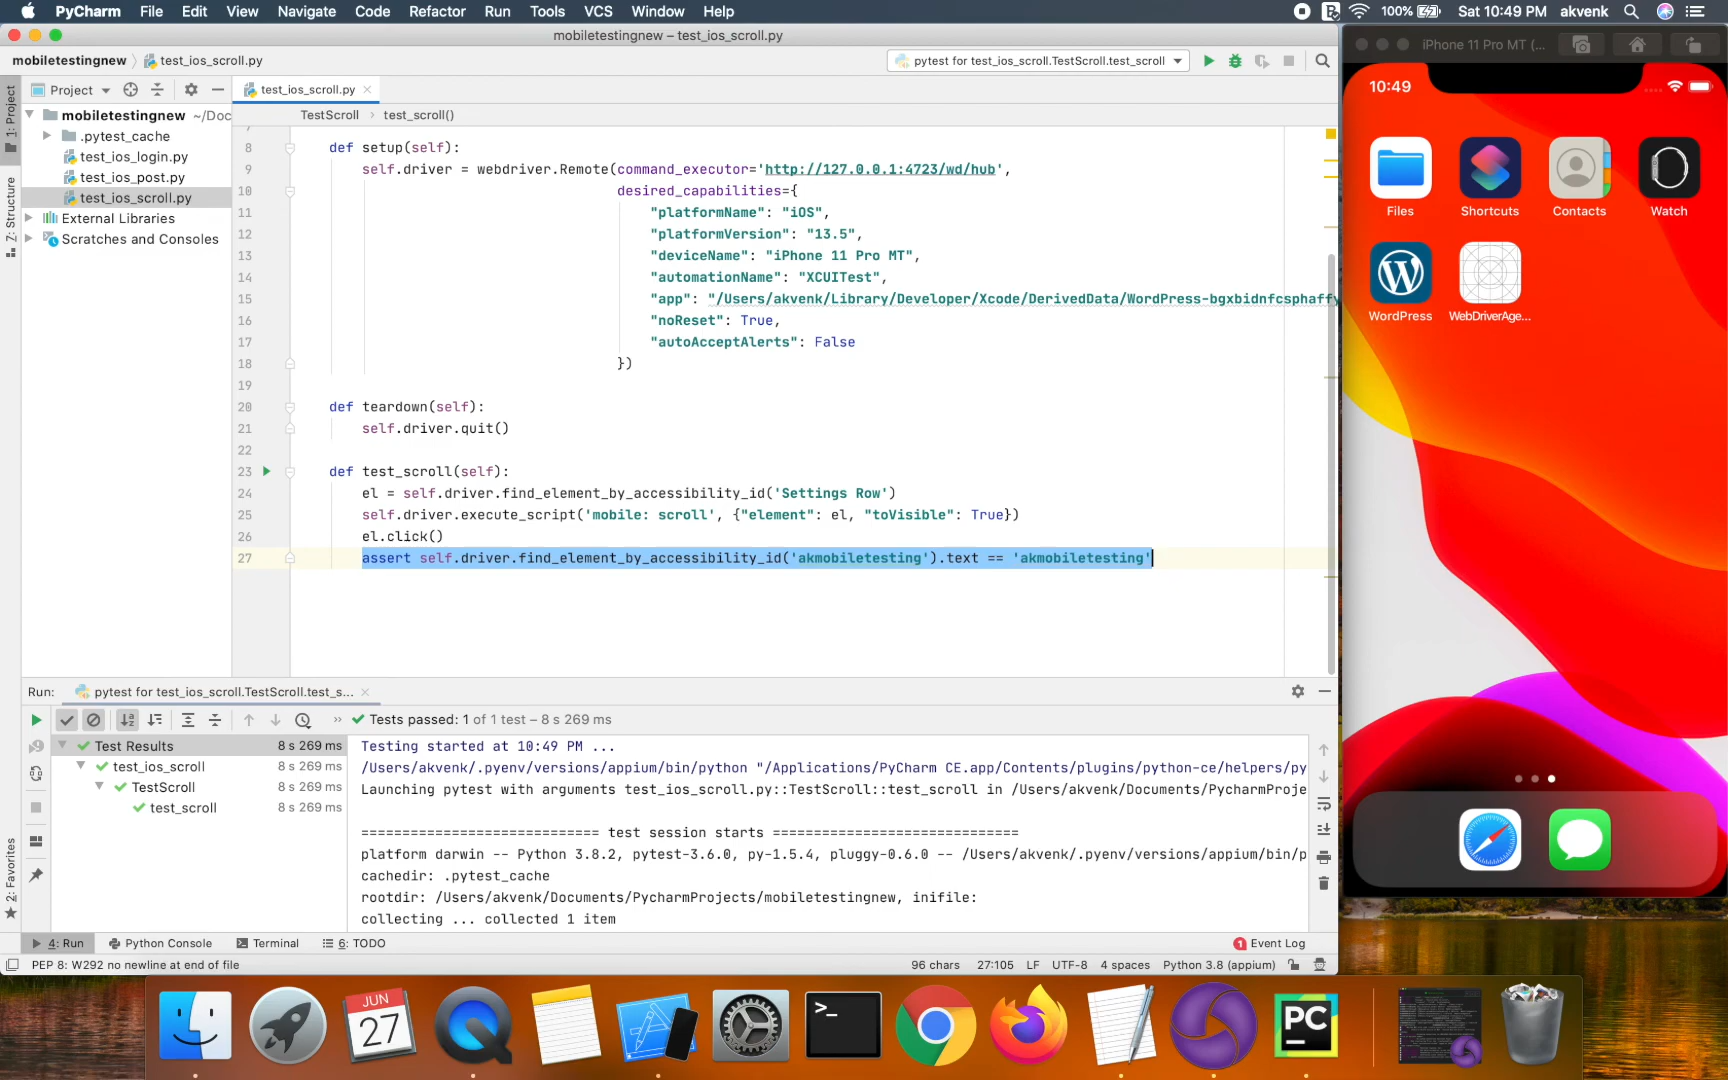 PyCharm File Edit View Navigate Code Refactor Run Tools VCS Window Help 100% Sat 10:49 PM akvenk
mobiletestingnew – test_ios_scroll.py
mobiletestingnew test_ios_scroll.py pytest for test_ios_scroll.TestScroll.test_scroll
Project test_ios_scroll.py
TestScroll test_scroll()
1: Project
Z: Structure
2: Favorites
mobiletestingnew ~/Doc
.pytest_cache
test_ios_login.py
test_ios_post.py
test_ios_scroll.py
External Libraries
Scratches and Consoles
7
8 def setup(self):
9 self.driver = webdriver.Remote(command_executor='http://127.0.0.1:4723/wd/hub',
10 desired_capabilities={
11 "platformName": "iOS",
12 "platformVersion": "13.5",
13 "deviceName": "iPhone 11 Pro MT",
14 "automationName": "XCUITest",
15 "app": "/Users/akvenk/Library/Developer/Xcode/DerivedData/WordPress-bgxbidnfcsphaffy
16 "noReset": True,
17 "autoAcceptAlerts": False
18 })
19
20 def teardown(self):
21 self.driver.quit()
22
23 def test_scroll(self):
24 el = self.driver.find_element_by_accessibility_id('Settings Row')
25 self.driver.execute_script('mobile: scroll', {"element": el, "toVisible": True})
26 el.click()
27 assert self.driver.find_element_by_accessibility_id('akmobiletesting').text == 'akmobiletesting'
Run: pytest for test_ios_scroll.TestScroll.test_s...
Tests passed: 1 of 1 test – 8 s 269 ms
Test Results 8 s 269 ms
test_ios_scroll 8 s 269 ms
TestScroll 8 s 269 ms
test_scroll 8 s 269 ms
Testing started at 10:49 PM ...
/Users/akvenk/.pyenv/versions/appium/bin/python "/Applications/PyCharm CE.app/Contents/plugins/python-ce/helpers/py
Launching pytest with arguments test_ios_scroll.py::TestScroll::test_scroll in /Users/akvenk/Documents/PycharmProje
============================ test session starts ==============================
platform darwin -- Python 3.8.2, pytest-3.6.0, py-1.5.4, pluggy-0.6.0 -- /Users/akvenk/.pyenv/versions/appium/bin/p
cachedir: .pytest_cache
rootdir: /Users/akvenk/Documents/PycharmProjects/mobiletestingnew, inifile:
collecting ... collected 1 item
4: Run Python Console Terminal 6: TODO 1 Event Log
PEP 8: W292 no newline at end of file 96 chars 27:105 LF UTF-8 4 spaces Python 3.8 (appium)
iPhone 11 Pro MT (...
10:49
Files Shortcuts Contacts Watch
WordPress WebDriverAge...
JUN
27
PC